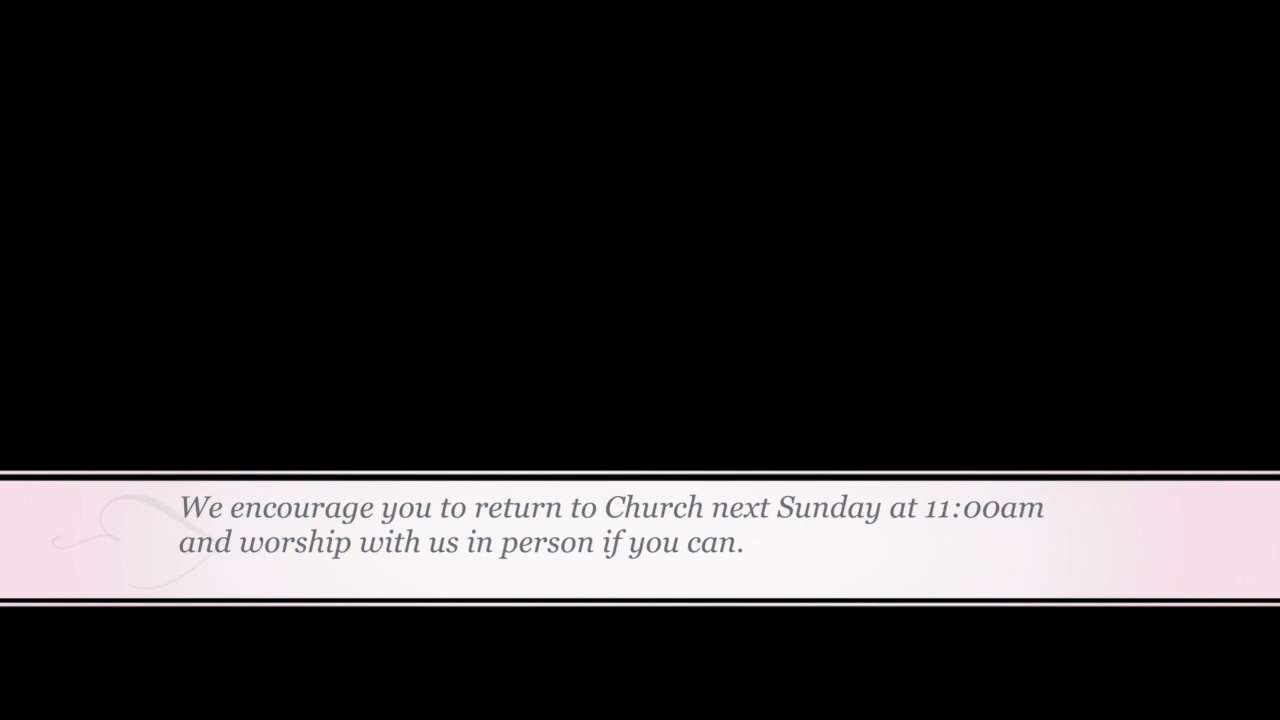 We encourage you to return to Church next Sunday at 11:00am
and worship with us in person if you can.